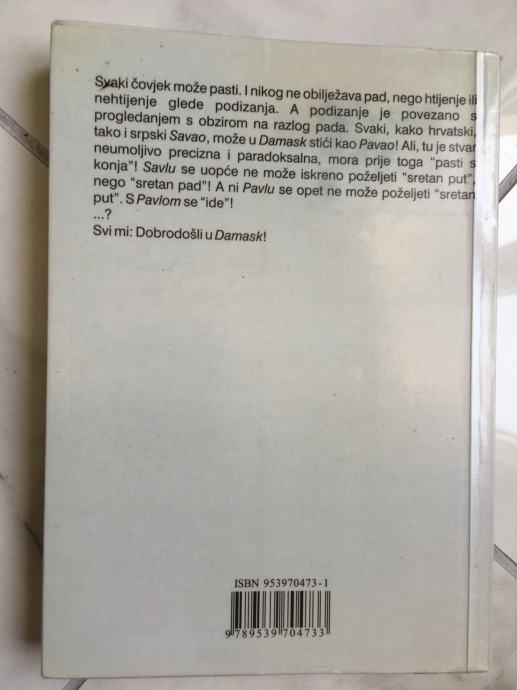 Svaki čovjek može pasti. I nikog ne obilježava pad, nego htijenje ili
nehtijenje glede podizanja. A podizanje je povezano s
progledanjem s obzirom na razlog pada. Svaki, kako hrvatski,
tako i srpski Savao, može u Damask stići kao Pavao! Ali, tu je stvar
neumoljivo precizna i paradoksalna, mora prije toga “pasti s
konja”! Savlu se uopće ne može iskreno poželjeti “sretan put”,
nego “sretan pad”! A ni Pavlu se opet ne može poželjeti “sretan
put”. S Pavlom se “ide”!
...?
Svi mi: Dobrodošli u Damask!
ISBN 953970473-1
9 789539 704733